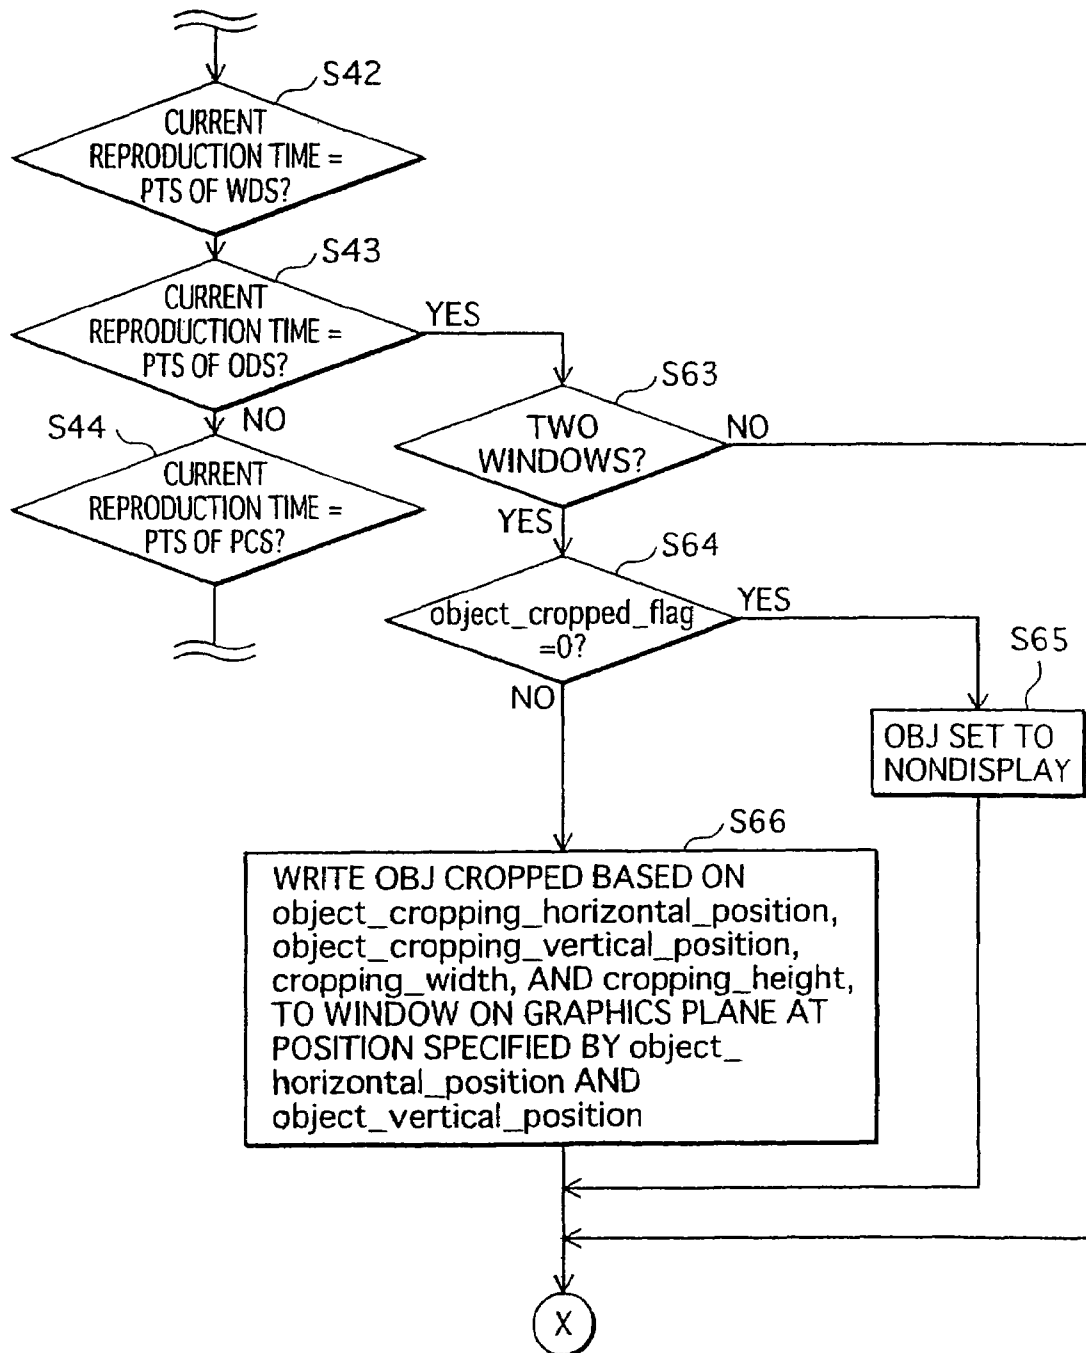 S42
CURRENT
REPRODUCTION TIME =
PTS OF WDS?
S43
CURRENT
REPRODUCTION TIME =
PTS OF ODS?
YES
NO
S44
CURRENT
REPRODUCTION TIME =
PTS OF PCS?
S63
TWO
WINDOWS?
NO
YES
S64
object_cropped_flag
=0?
YES
NO
S65
OBJ SET TO
NONDISPLAY
S66
WRITE OBJ CROPPED BASED ON
object_cropping_horizontal_position,
object_cropping_vertical_position,
cropping_width, AND cropping_height,
TO WINDOW ON GRAPHICS PLANE AT
POSITION SPECIFIED BY object_
horizontal_position AND
object_vertical_position
X